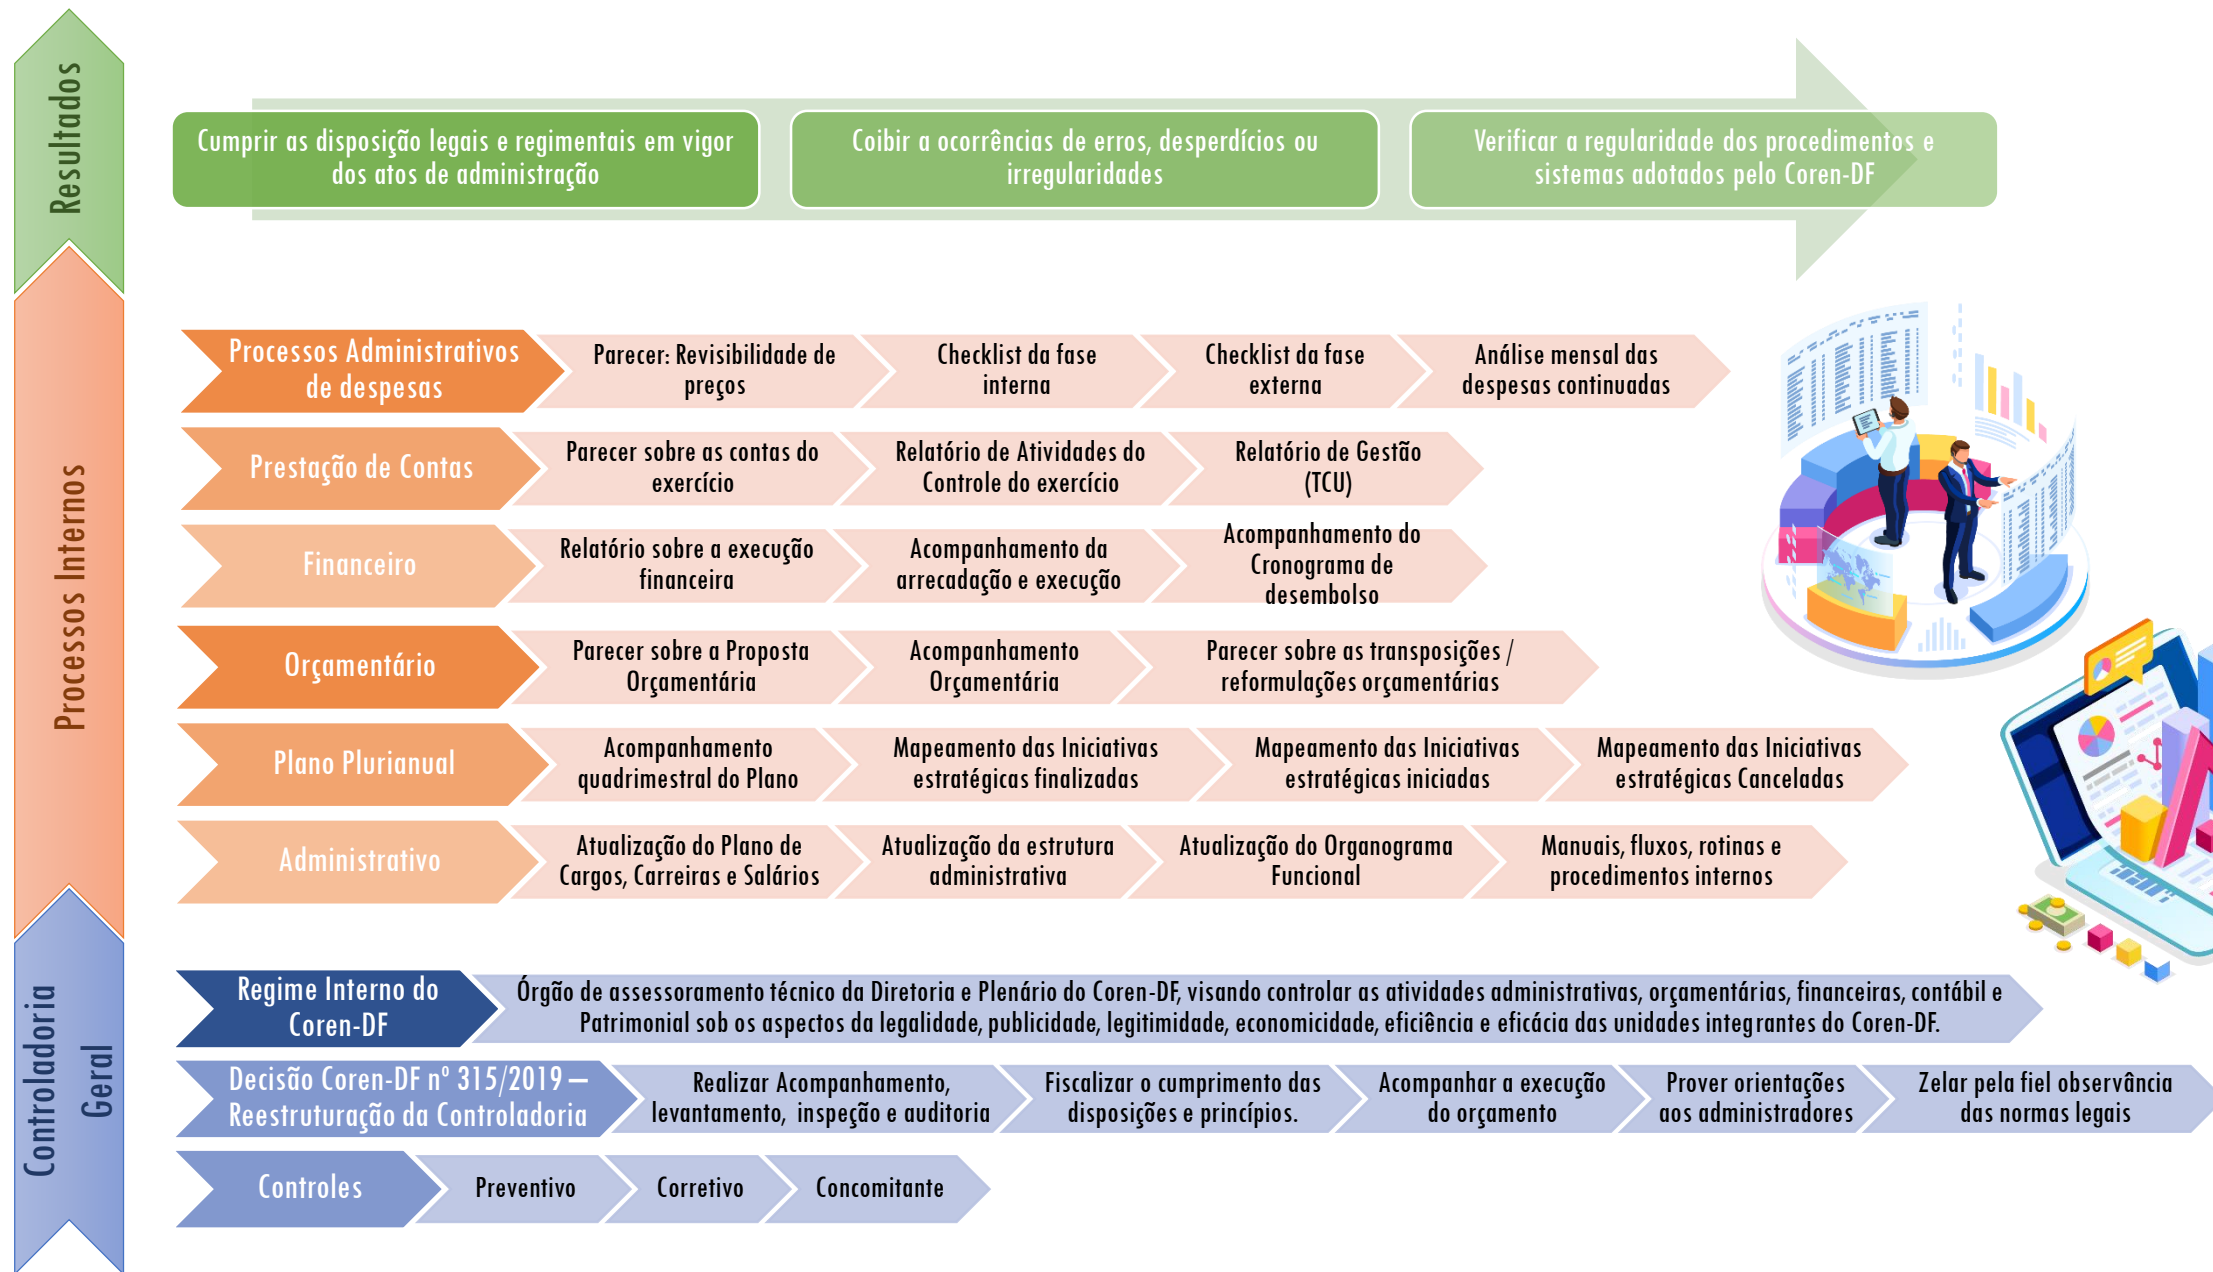 Resultados
Cumprir as disposição legais e regimentais em vigor
dos atos de administração
Coibir a ocorrências de erros, desperdícios ou
irregularidades
Verificar a regularidade dos procedimentos e
sistemas adotados pelo Coren-DF
Processos Internos
Processos Administrativos
de despesas
Parecer: Revisibilidade de
preços
Checklist da fase
interna
Checklist da fase
externa
Análise mensal das
despesas continuadas
Prestação de Contas
Parecer sobre as contas do
exercício
Relatório de Atividades do
Controle do exercício
Relatório de Gestão
(TCU)
Financeiro
Relatório sobre a execução
financeira
Acompanhamento da
arrecadação e execução
Acompanhamento do
Cronograma de
desembolso
Orçamentário
Parecer sobre a Proposta
Orçamentária
Acompanhamento
Orçamentária
Parecer sobre as transposições /
reformulações orçamentárias
Plano Plurianual
Acompanhamento
quadrimestral do Plano
Mapeamento das Iniciativas
estratégicas finalizadas
Mapeamento das Iniciativas
estratégicas iniciadas
Mapeamento das Iniciativas
estratégicas Canceladas
Administrativo
Atualização do Plano de
Cargos, Carreiras e Salários
Atualização da estrutura
administrativa
Atualização do Organograma
Funcional
Manuais, fluxos, rotinas e
procedimentos internos
Controladoria
Geral
Regime Interno do
Coren-DF
Órgão de assessoramento técnico da Diretoria e Plenário do Coren-DF, visando controlar as atividades administrativas, orçamentárias, financeiras, contábil e
Patrimonial sob os aspectos da legalidade, publicidade, legitimidade, economicidade, eficiência e eficácia das unidades integrantes do Coren-DF.
Decisão Coren-DF nº 315/2019 –
Reestruturação da Controladoria
Realizar Acompanhamento,
levantamento, inspeção e auditoria
Fiscalizar o cumprimento das
disposições e princípios.
Acompanhar a execução
do orçamento
Prover orientações
aos administradores
Zelar pela fiel observância
das normas legais
Controles
Preventivo
Corretivo
Concomitante